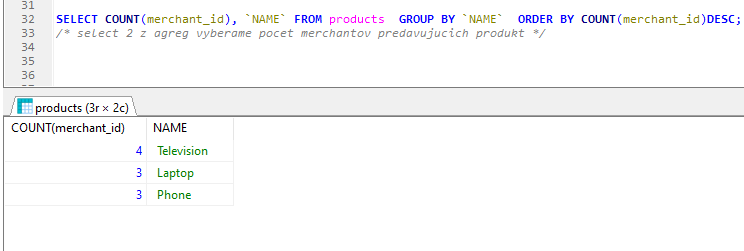 31
32 SELECT COUNT(merchant_id), `NAME` FROM products  GROUP BY `NAME`  ORDER BY COUNT(merchant_id)DESC;
33 /* select 2 z agreg vyberame pocet merchantov predavujucich produkt */
34
35
36
products (3r × 2c)
COUNT(merchant_id) NAME
4 Television
3 Laptop
3 Phone